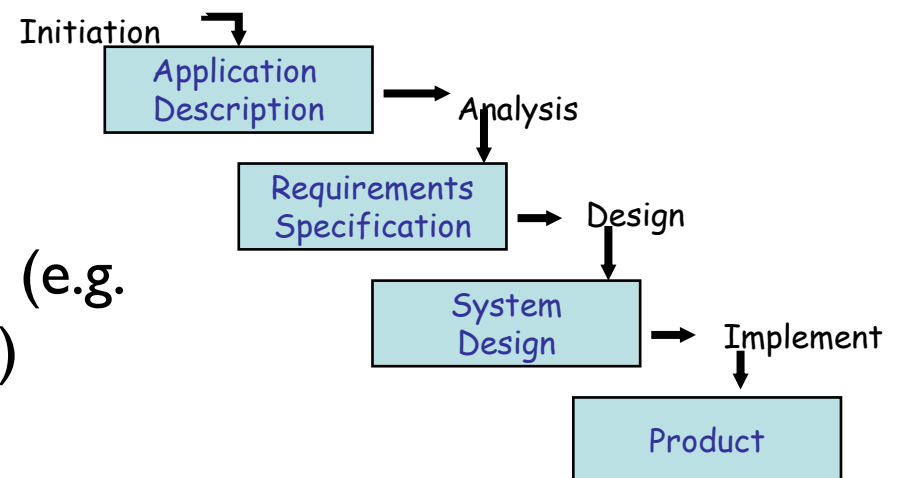 Initiation
Application
Description
Analysis
Requirements
Specification
Design
(e.g.
)
System
Design
Implement
Product